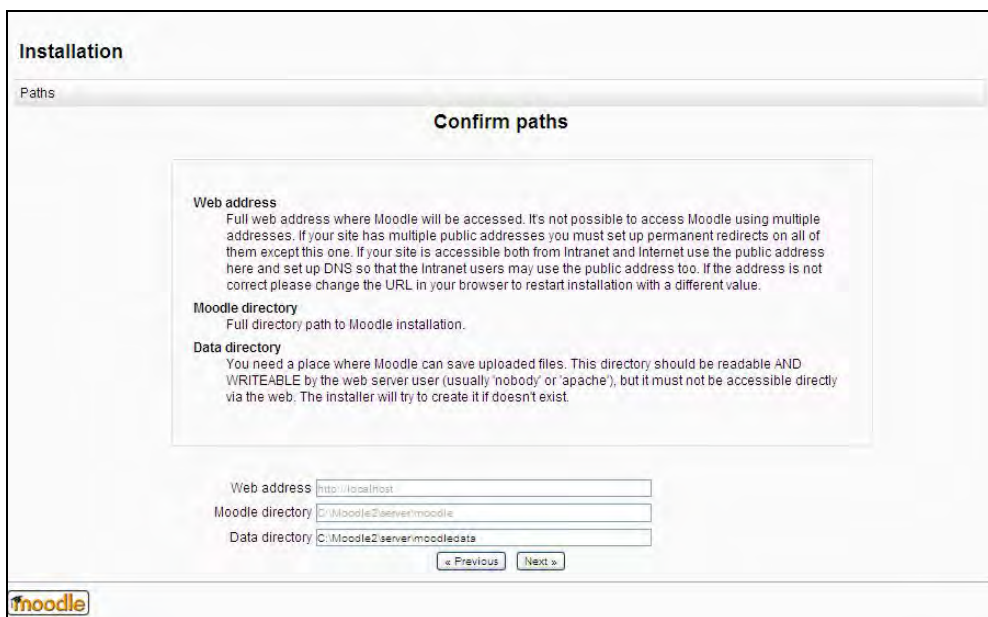 Installation
Paths
Confirm paths
Web address
Full web address where Moodle will be accessed. It's not possible to access Moodle using multiple
addresses. If your site has multiple public addresses you must set up permanent redirects on all of
them except this one. If your site is accessible both from Intranet and Internet use the public address
here and set up DNS so that the Intranet users may use the public address too. If the address is not
correct please change the URL in your browser to restart installation with a different value.
Moodle directory
Full directory path to Moodle installation.
Data directory
You need a place where Moodle can save uploaded files. This directory should be readable AND
WRITEABLE by the web server user (usually 'nobody' or 'apache'), but it must not be accessible directly
via the web. The installer will try to create it if doesn't exist.
Web address http://localhost
Moodle directory C:\Moodle2\server\moodle
Data directory C:\Moodle2\server\moodledata
« Previous Next »
moodle